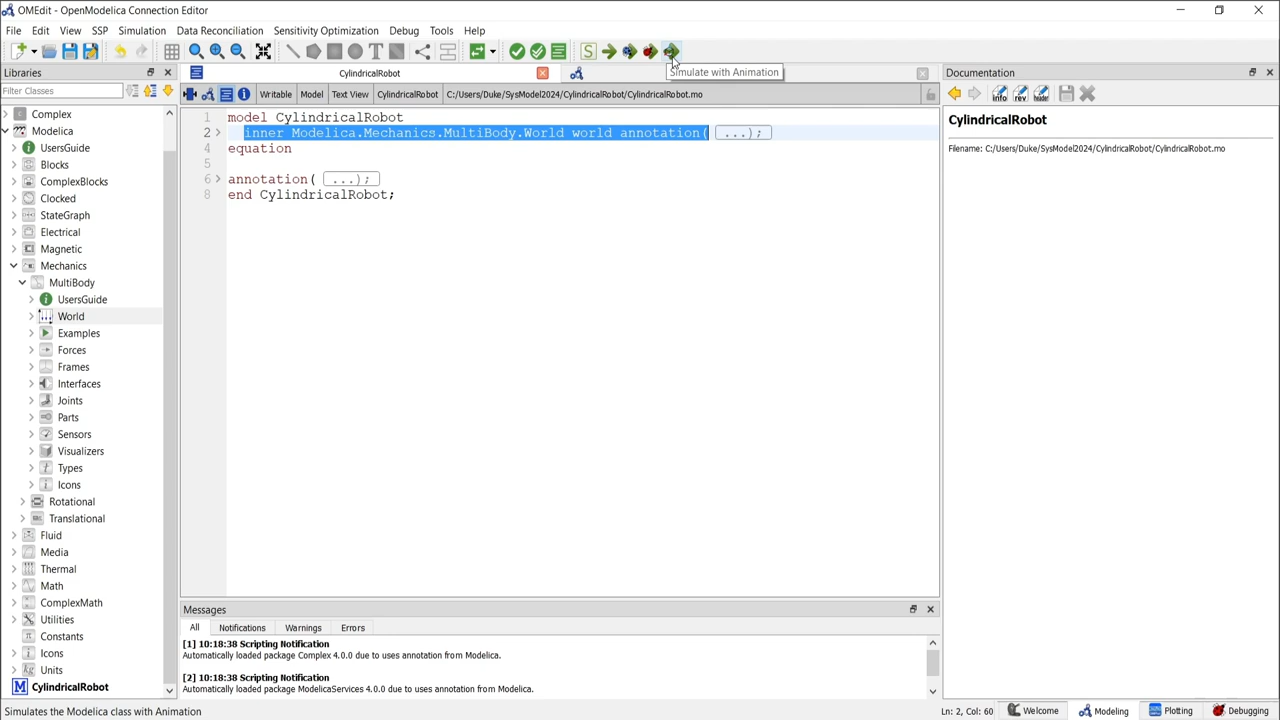 OMEdit - OpenModelica Connection Editor
File Edit View SSP Simulation Data Reconciliation Sensitivity Optimization Debug Tools Help
Simulate with Animation
Libraries
Filter Classes
Complex
Modelica
UsersGuide
Blocks
ComplexBlocks
Clocked
StateGraph
Electrical
Magnetic
Mechanics
MultiBody
UsersGuide
World
Examples
Forces
Frames
Interfaces
Joints
Parts
Sensors
Visualizers
Types
Icons
Rotational
Translational
Fluid
Media
Thermal
Math
ComplexMath
Utilities
Constants
Icons
Units
CylindricalRobot
CylindricalRobot
Writable Model Text View CylindricalRobot C:/Users/Duke/SysModel2024/CylindricalRobot/CylindricalRobot.mo
1 model CylindricalRobot
2 inner Modelica.Mechanics.MultiBody.World world annotation( ...);
4 equation
5
6 annotation( ...);
8 end CylindricalRobot;
Messages
All Notifications Warnings Errors
[1] 10:18:38 Scripting Notification
Automatically loaded package Complex 4.0.0 due to uses annotation from Modelica.
[2] 10:18:38 Scripting Notification
Automatically loaded package ModelicaServices 4.0.0 due to uses annotation from Modelica.
Documentation
CylindricalRobot
Filename: C:/Users/Duke/SysModel2024/CylindricalRobot/CylindricalRobot.mo
Simulates the Modelica class with Animation
Ln: 2, Col: 60 Welcome Modeling Plotting Debugging